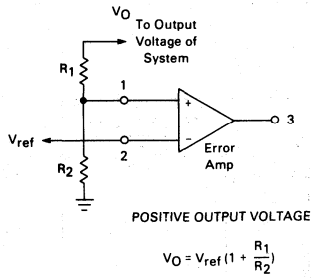 VO
To Output
Voltage of
System
R1
1
+
3
Vref
2
−
Error
Amp
R2
POSITIVE OUTPUT VOLTAGE
VO = Vref (1 + R1/R2)